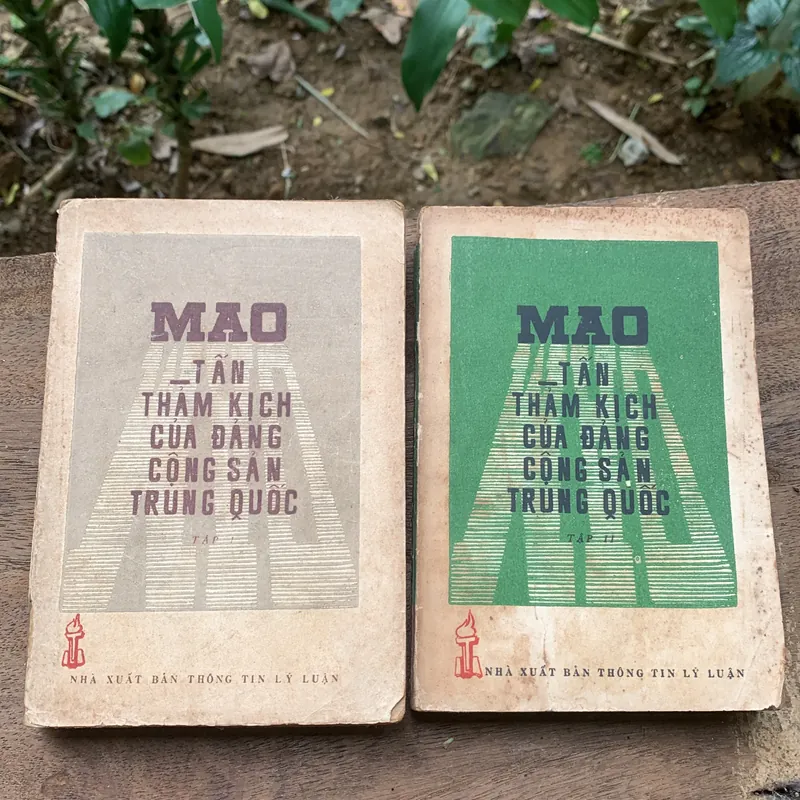 MAO
_TẤN
THẢM KỊCH
CỦA ĐẢNG
CỘNG SẢN
TRUNG QUỐC
TẬP I
NHÀ XUẤT BẢN THÔNG TIN LÝ LUẬN
MAO
_TẤN
THẢM KỊCH
CỦA ĐẢNG
CỘNG SẢN
TRUNG QUỐC
TẬP II
NHÀ XUẤT BẢN THÔNG TIN LÝ LUẬN